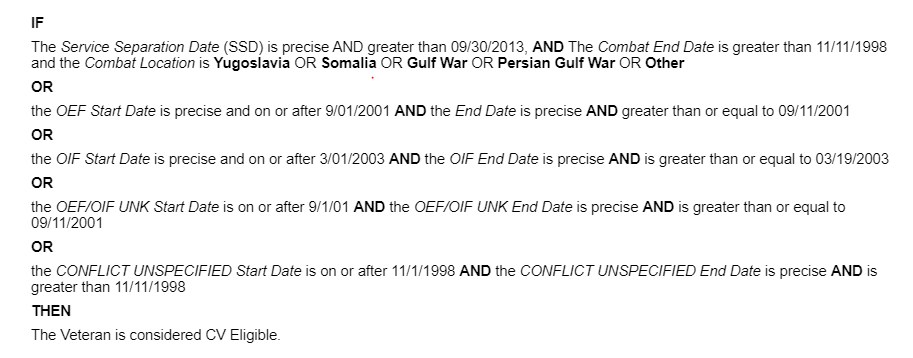 IF
The Service Separation Date (SSD) is precise AND greater than 09/30/2013, AND The Combat End Date is greater than 11/11/1998
and the Combat Location is Yugoslavia OR Somalia OR Gulf War OR Persian Gulf War OR Other
OR
the OEF Start Date is precise and on or after 9/01/2001 AND the End Date is precise AND greater than or equal to 09/11/2001
OR
the OIF Start Date is precise and on or after 3/01/2003 AND the OIF End Date is precise AND is greater than or equal to 03/19/2003
OR
the OEF/OIF UNK Start Date is on or after 9/1/01 AND the OEF/OIF UNK End Date is precise AND is greater than or equal to
09/11/2001
OR
the CONFLICT UNSPECIFIED Start Date is on or after 11/1/1998 AND the CONFLICT UNSPECIFIED End Date is precise AND is
greater than 11/11/1998
THEN
The Veteran is considered CV Eligible.